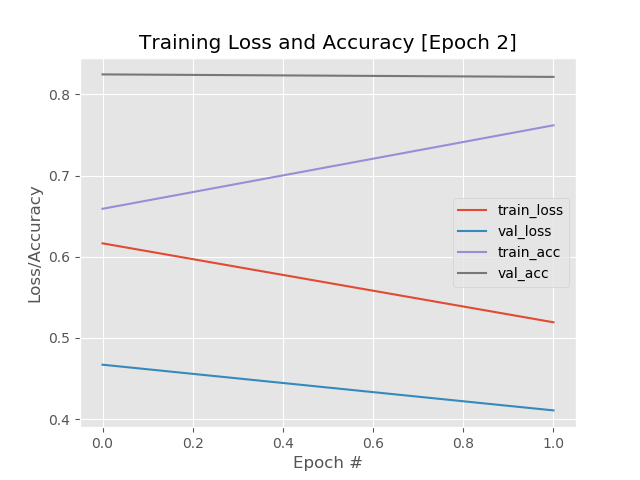 Training Loss and Accuracy [Epoch 2]
0.8
0.7
0.6
0.5
0.4
Loss/Accuracy
train_loss
val_loss
train_acc
val_acc
0.0 0.2 0.4 0.6 0.8 1.0
Epoch #